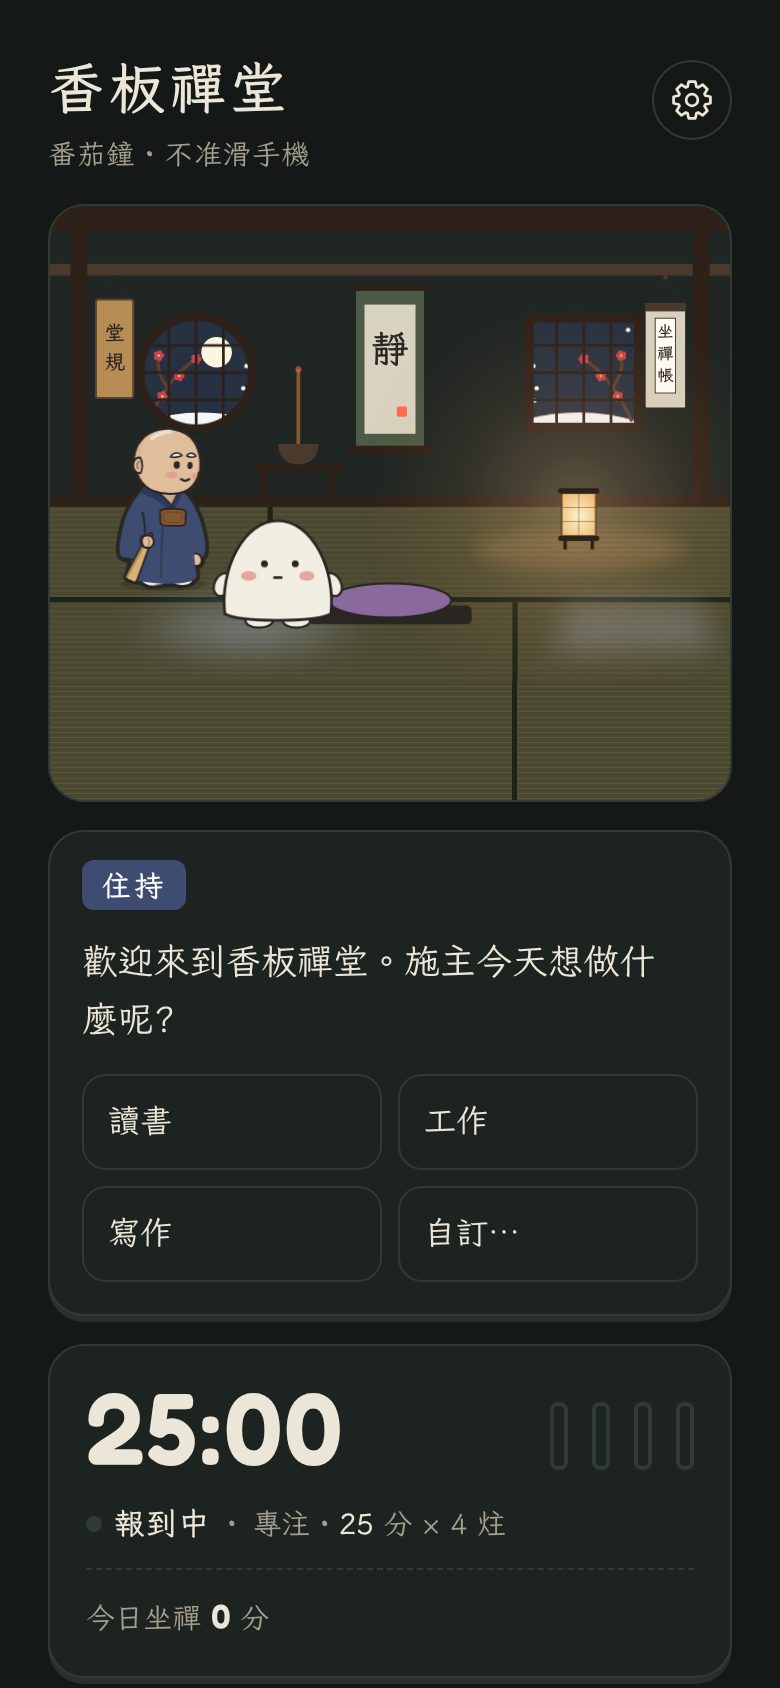 香板禪堂
番茄鐘・不准滑手機
堂規
靜
坐禪帳
住持
歡迎來到香板禪堂。施主今天想做什
麼呢?
讀書
工作
寫作
自訂…
25:00
報到中 · 專注・25 分 × 4 炷
今日坐禪 0 分